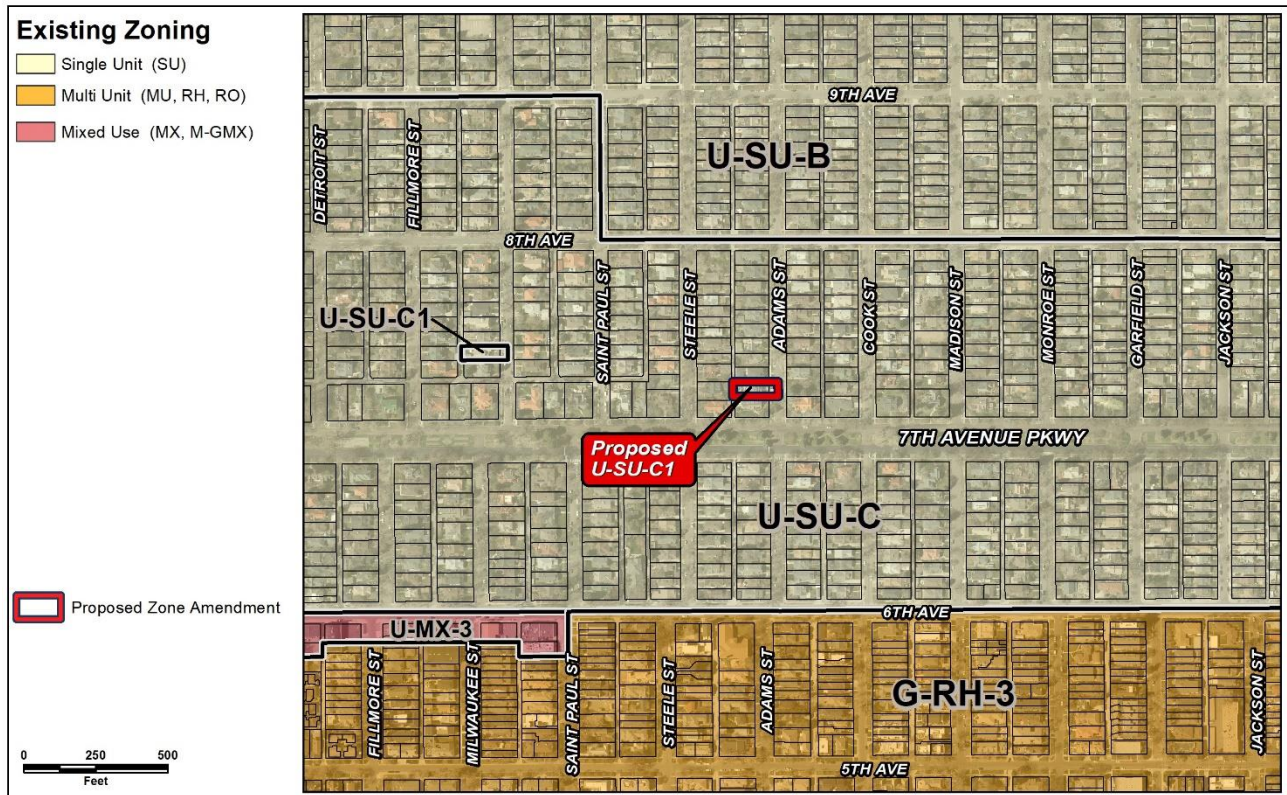 Existing Zoning
Single Unit (SU)
Multi Unit (MU, RH, RO)
Mixed Use (MX, M-GMX)
9TH AVE
U-SU-B
DETROIT ST
FILLMORE ST
8TH AVE
U-SU-C1
SAINT PAUL ST
STEELE ST
ADAMS ST
COOK ST
MADISON ST
MONROE ST
GARFIELD ST
JACKSON ST
Proposed
U-SU-C1
7TH AVENUE PKWY
U-SU-C
Proposed Zone Amendment
6TH AVE
U-MX-3
FILLMORE ST
MILWAUKEE ST
SAINT PAUL ST
STEELE ST
ADAMS ST
G-RH-3
JACKSON ST
5TH AVE
0 250 500
Feet